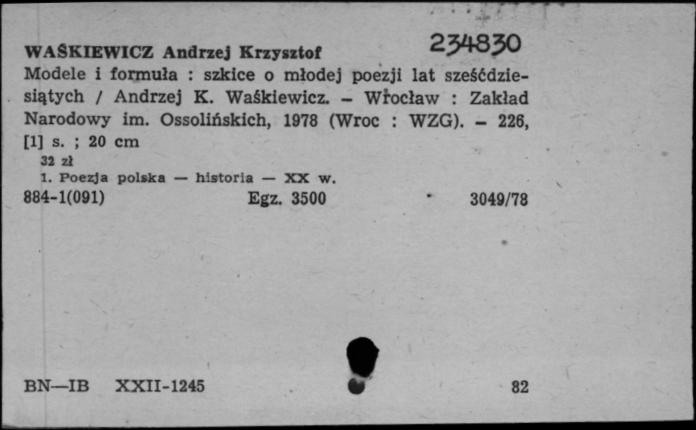 234830
WAŚKIEWICZ Andrzej Krzysztof
Modele i formuła : szkice o młodej poezji lat sześćdzie-
siątych / Andrzej K. Waśkiewicz. — Wrocław : Zakład
Narodowy im. Ossolińskich, 1978 (Wroc : WZG). — 226,
[1] s. ; 20 cm
32 zł
1. Poezja polska — historia — XX w.
884-1(091) Egz. 3500 3049/78
BN—IB XXII-1245 82